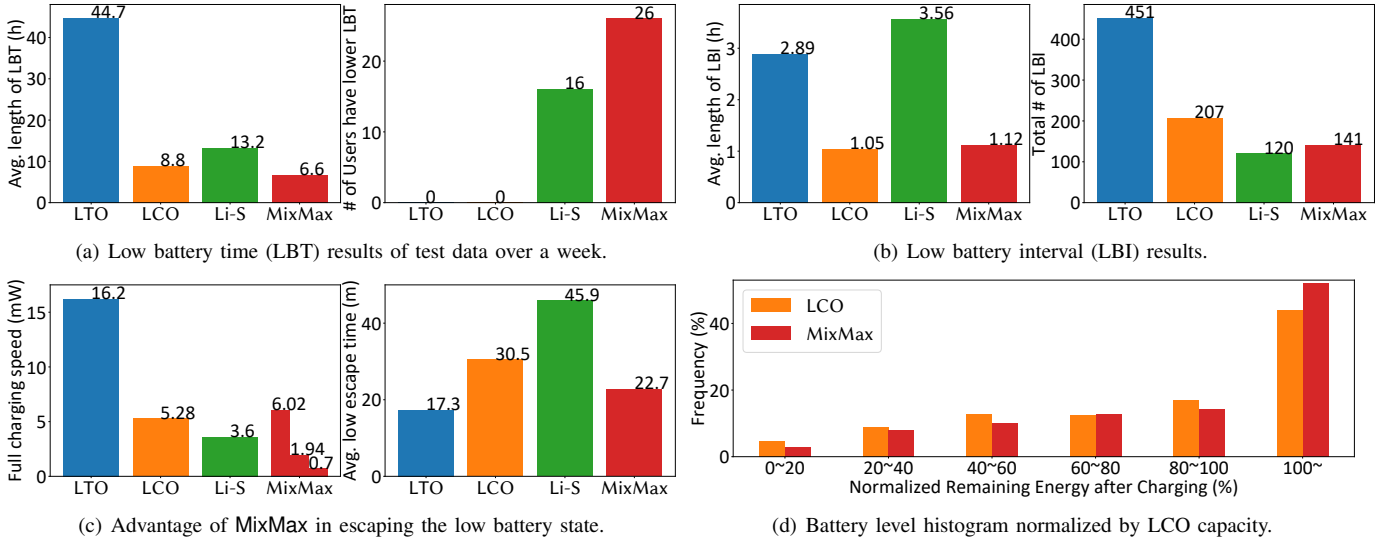 Avg. length of LBT (h)
0
10
20
30
40
44.7
8.8
13.2
6.6
LTO
LCO
Li-S
MixMax
# of Users have lower LBT
0
10
20
0
0
16
26
LTO
LCO
Li-S
MixMax
(a) Low battery time (LBT) results of test data over a week.
Avg. length of LBI (h)
0
1
2
3
2.89
1.05
3.56
1.12
LTO
LCO
Li-S
MixMax
Total # of LBI
0
100
200
300
400
451
207
120
141
LTO
LCO
Li-S
MixMax
(b) Low battery interval (LBI) results.
Full charging speed (mW)
0
5
10
15
16.2
5.28
3.6
6.02
1.94
0.7
LTO
LCO
Li-S
MixMax
Avg. low escape time (m)
0
20
40
17.3
30.5
45.9
22.7
LTO
LCO
Li-S
MixMax
(c) Advantage of MixMax in escaping the low battery state.
Frequency (%)
0
20
40
LCO
MixMax
0~20
20~40
40~60
60~80
80~100
100~
Normalized Remaining Energy after Charging (%)
(d) Battery level histogram normalized by LCO capacity.